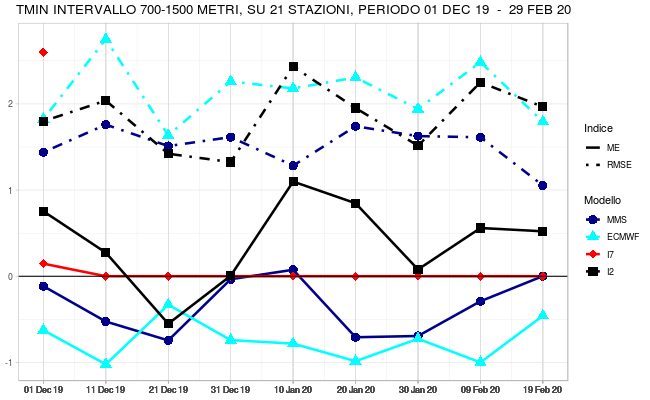 TMIN INTERVALLO 700-1500 METRI, SU 21 STAZIONI, PERIODO 01 DEC 19 - 29 FEB 20
2
1
0
-1
01 Dec 19 11 Dec 19 21 Dec 19 31 Dec 19 10 Jan 20 20 Jan 20 30 Jan 20 09 Feb 20 19 Feb 20
Indice
ME
RMSE
Modello
MMS
ECMWF
I7
I2